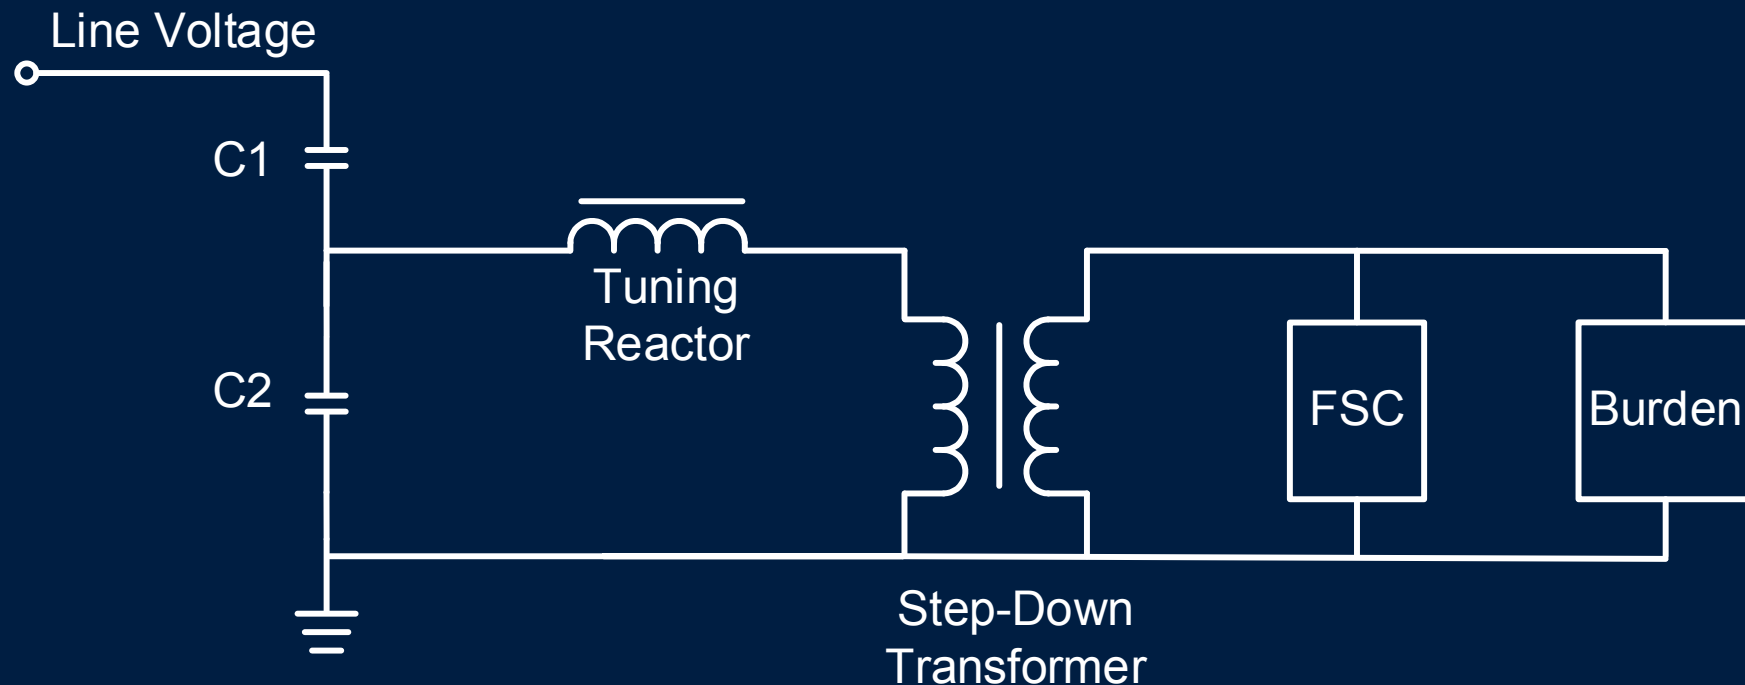 Line Voltage
C1
Tuning
Reactor
C2
FSC
Burden
Step-Down
Transformer